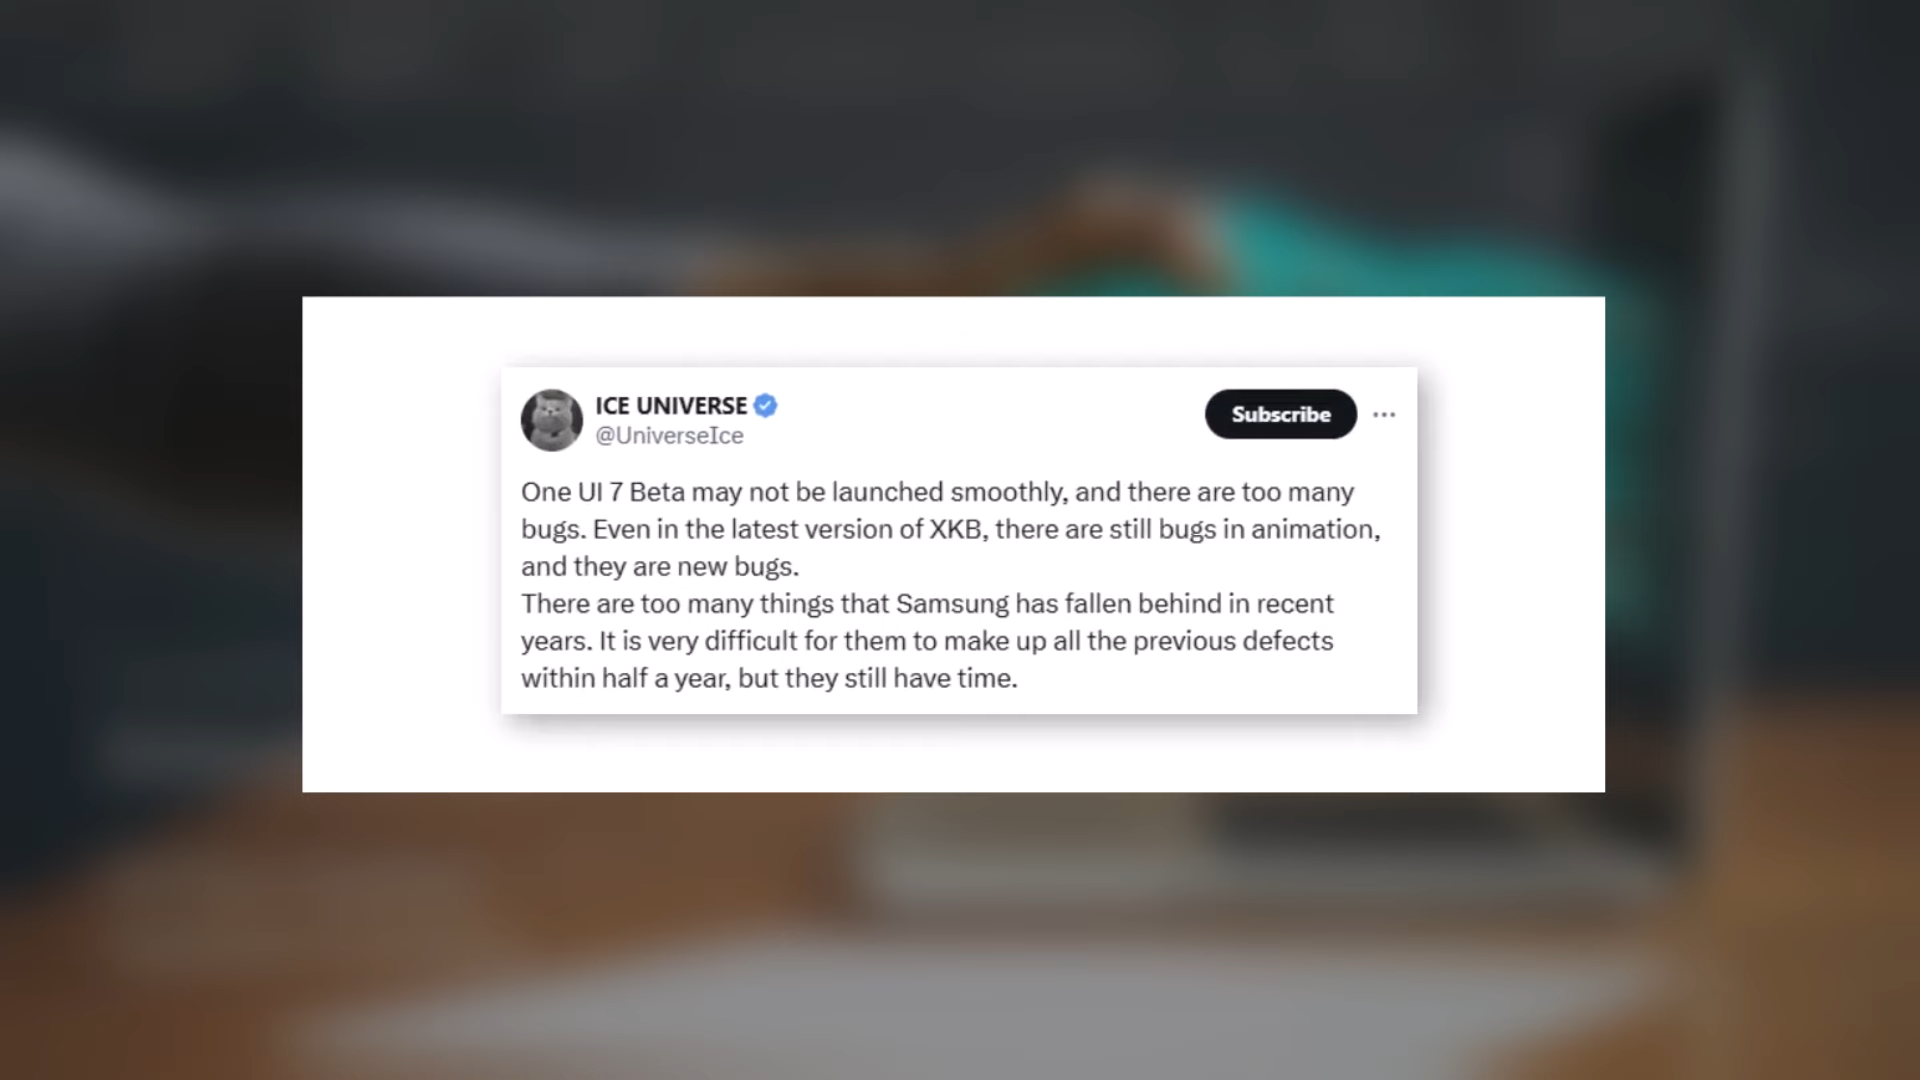 ICE UNIVERSE
@UniverseIce
Subscribe
One UI 7 Beta may not be launched smoothly, and there are too many
bugs. Even in the latest version of XKB, there are still bugs in animation,
and they are new bugs.
There are too many things that Samsung has fallen behind in recent
years. It is very difficult for them to make up all the previous defects
within half a year, but they still have time.